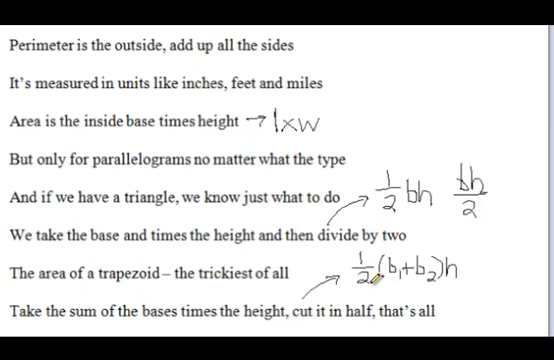 Perimeter is the outside, add up all the sides
It's measured in units like inches, feet and miles
Area is the inside base times height → l x w
But only for parallelograms no matter what the type
And if we have a triangle, we know just what to do → 1/2 bh bh/2
We take the base and times the height and then divide by two
The area of a trapezoid – the trickiest of all → 1/2 (b₁+b₂)h
Take the sum of the bases times the height, cut it in half, that's all